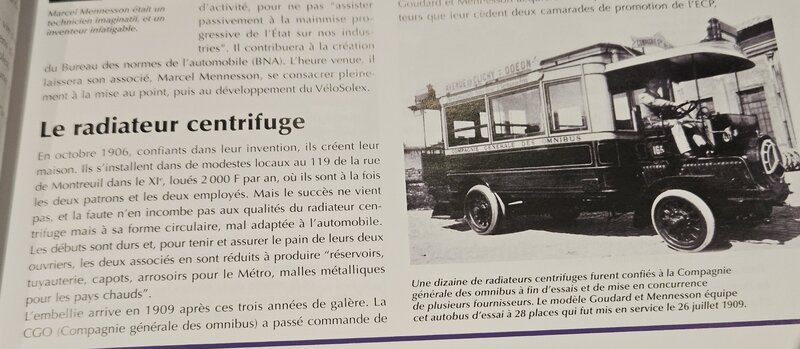 Marcel Mennesson était un
technicien imaginatif, et un
inventeur infatigable.
d'activité, pour ne pas "assister
passivement à la mainmise pro-
gressive de l'État sur nos indus-
tries". Il contribuera à la création
du Bureau des normes de l'automobile (BNA). L'heure venue, il
laissera son associé, Marcel Mennesson, se consacrer pleine-
ment à la mise au point, puis au développement du VéloSolex.
Le radiateur centrifuge
En octobre 1906, confiants dans leur invention, ils créent leur
maison. Ils s'installent dans de modestes locaux au 119 de la rue
de Montreuil dans le XIe, loués 2 000 F par an, où ils sont à la fois
les deux patrons et les deux employés. Mais le succès ne vient
pas, et la faute n'en incombe pas aux qualités du radiateur cen-
trifuge mais à sa forme circulaire, mal adaptée à l'automobile.
Les débuts sont durs et, pour tenir et assurer le pain de leurs deux
ouvriers, les deux associés en sont réduits à produire "réservoirs,
tuyauterie, capots, arrosoirs pour le Métro, malles métalliques
pour les pays chauds".
L'embellie arrive en 1909 après ces trois années de galère. La
CGO (Compagnie générale des omnibus) a passé commande de
Goudard et Mennesson
teurs que leur cèdent deux camarades de promotion de l'ECP,
AVENUE DE CLICHY ODEON
COMPAGNIE GENERALE DES OMNIBUS
Une dizaine de radiateurs centrifuges furent confiés à la Compagnie
générale des omnibus à fin d'essais et de mise en concurrence
de plusieurs fournisseurs. Le modèle Goudard et Mennesson équipe
cet autobus d'essai à 28 places qui fut mis en service le 26 juillet 1909.